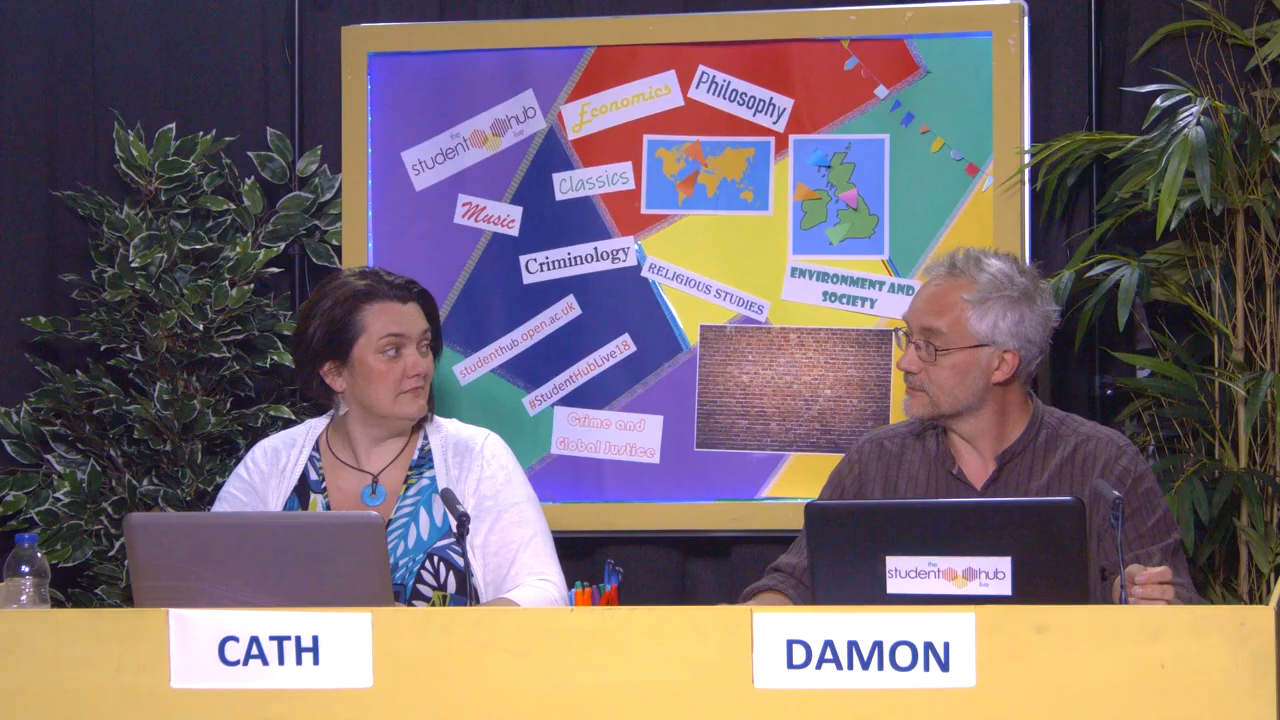 the
studenthub
live
Economics
Philosophy
Classics
Music
Criminology
RELIGIOUS STUDIES
ENVIRONMENT AND
SOCIETY
studenthub.open.ac.uk
#StudentHubLive18
Crime and
Global Justice
the
studenthub
live
CATH
DAMON